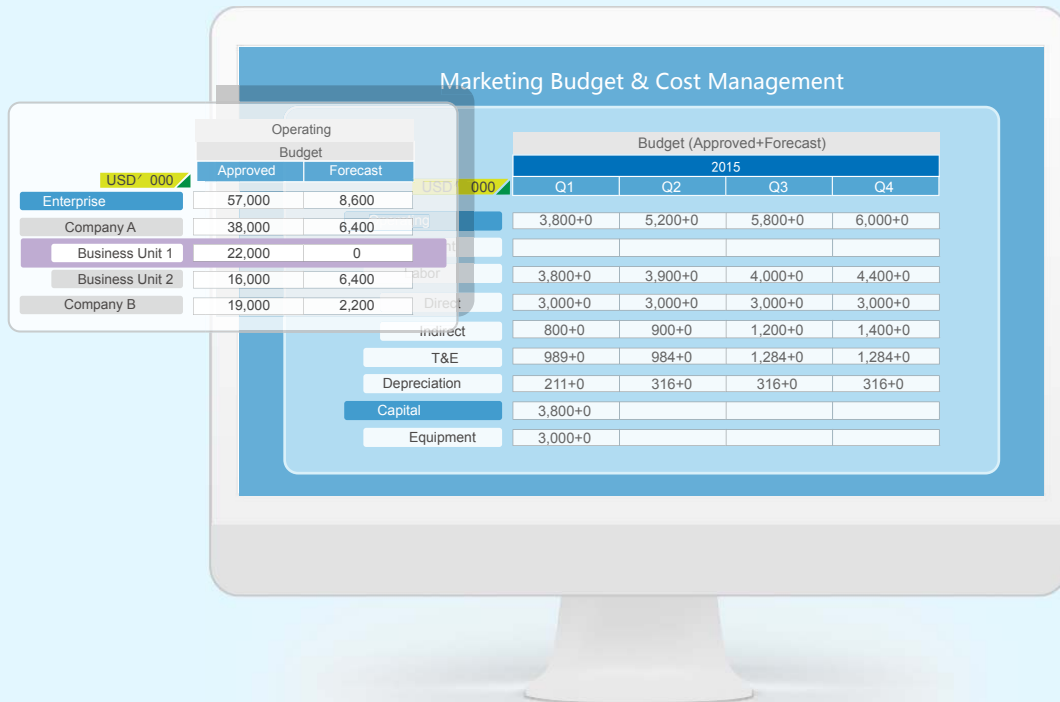 Marketing Budget & Cost Management
Operating
Budget
USD′ 000 Approved Forecast
Enterprise 57,000 8,600
Company A 38,000 6,400
Business Unit 1 22,000 0
Business Unit 2 16,000 6,400
Company B 19,000 2,200
Budget (Approved+Forecast)
2015
USD′ 000 Q1 Q2 Q3 Q4
3,800+0 5,200+0 5,800+0 6,000+0
Labor 3,800+0 3,900+0 4,000+0 4,400+0
Direct 3,000+0 3,000+0 3,000+0 3,000+0
Indirect 800+0 900+0 1,200+0 1,400+0
T&E 989+0 984+0 1,284+0 1,284+0
Depreciation 211+0 316+0 316+0 316+0
Capital 3,800+0
Equipment 3,000+0